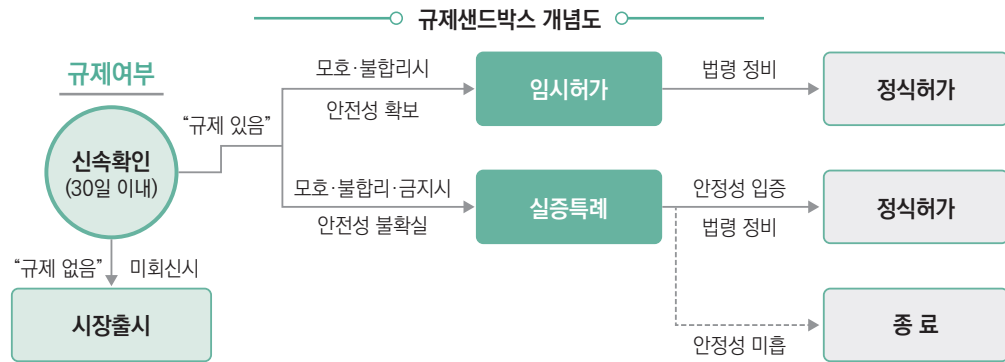 규제샌드박스 개념도
규제여부
신속확인
(30일 이내)
“규제 있음”
“규제 없음”
미회신시
시장출시
모호·불합리시
안전성 확보
임시허가
법령 정비
정식허가
모호·불합리·금지시
안전성 불확실
실증특례
안정성 입증
법령 정비
정식허가
안정성 미흡
종 료